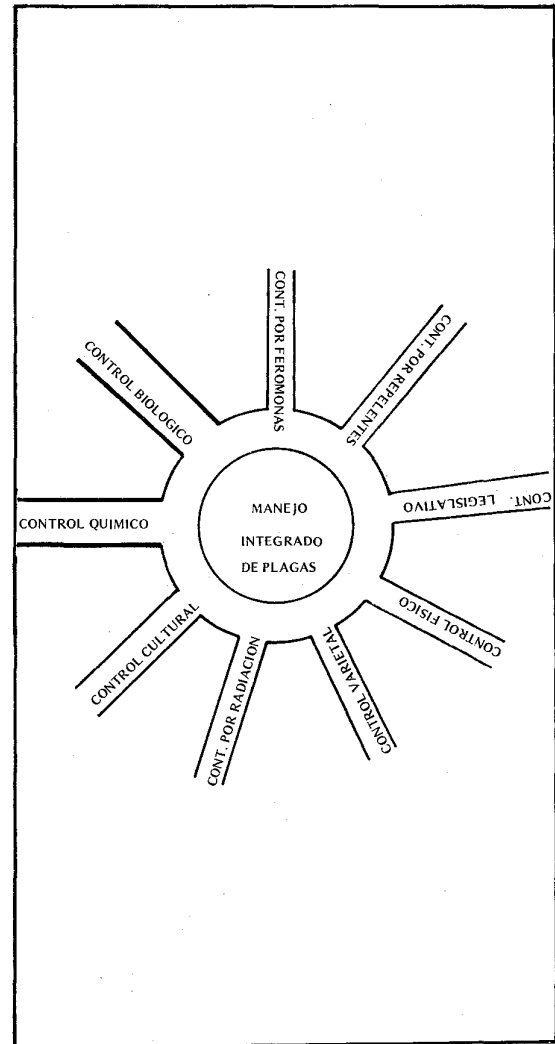 CONT. POR FEROMONAS
CONT. POR REPELENTES
CONT. LEGISLATIVO
CONTROL FISICO
CONTROL VARIETAL
CONT. POR RADIACION
CONTROL CULTURAL
CONTROL QUIMICO
CONTROL BIOLOGICO
MANEJO
INTEGRADO
DE PLAGAS